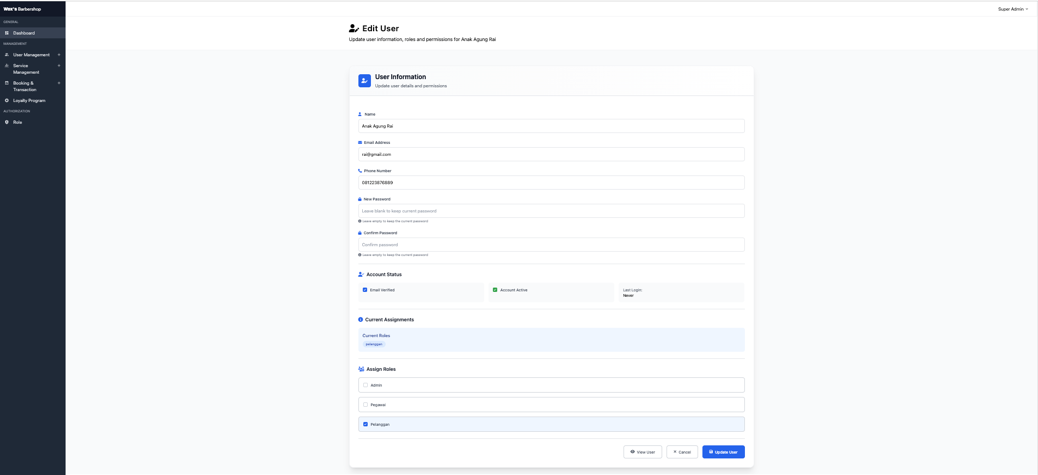 Wox's Barbershop
Super Admin
GENERAL
Dashboard
MANAGEMENT
User Management
Service Management
Booking & Transaction
Loyalty Program
AUTHORIZATION
Role
Edit User
Update user information, roles and permissions for Anak Agung Rai
User Information
Update user details and permissions
Name
Anak Agung Rai
Email Address
rai@gmail.com
Phone Number
New Password
Leave blank to keep current password
Leave empty to keep the current password
Confirm Password
Confirm password
Leave empty to keep the current password
Account Status
Email Verified
Account Active
Last Login
Never
Current Assignments
Current Roles
pelanggan
Assign Roles
Admin
Pegawai
Pelanggan
View User
Cancel
Update User